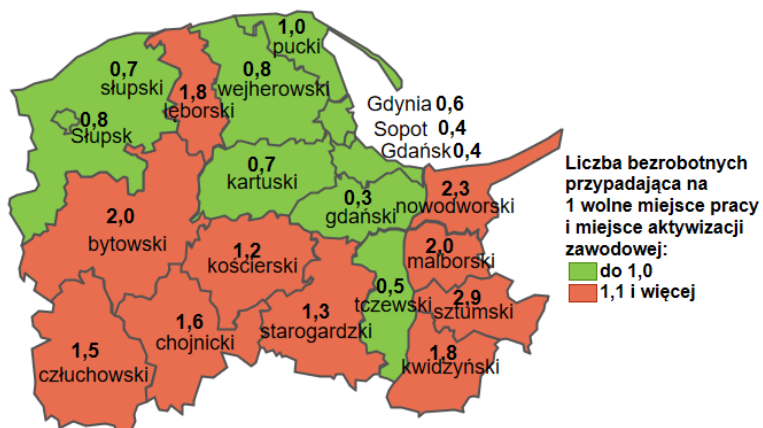 1,0
pucki
0,7
słupski
0,8
wejherowski
1,8
lęborski
0,8
Słupsk
Gdynia 0,6
Sopot 0,4
Gdańsk 0,4
0,7
kartuski
0,3
gdański
2,3
nowodworski
2,0
bytowski
1,2
kościerski
2,0
malborski
0,5
tczewski
2,9
sztumski
1,3
starogardzki
1,6
chojnicki
1,5
człuchowski
1,8
kwidzyński
Liczba bezrobotnych
przypadająca na
1 wolne miejsce pracy
i miejsce aktywizacji
zawodowej:
do 1,0
1,1 i więcej